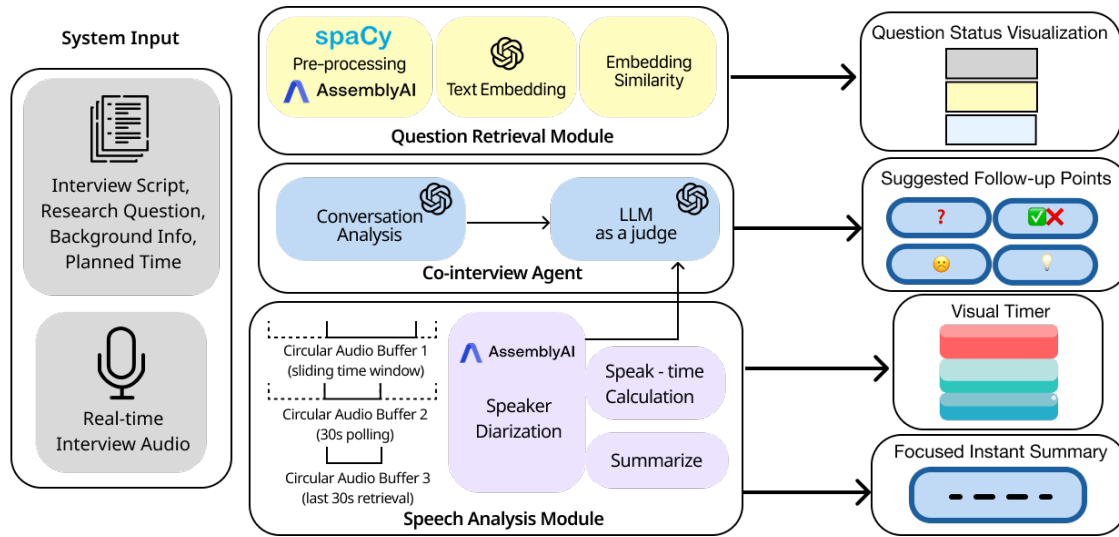 System Input
Interview Script,
Research Question,
Background Info,
Planned Time
Real-time
Interview Audio
spaCy
Pre-processing
AssemblyAI
Text Embedding
Embedding
Similarity
Question Retrieval Module
Conversation
Analysis
LLM
as a judge
Co-interview Agent
Circular Audio Buffer 1
(sliding time window)
Circular Audio Buffer 2
(30s polling)
Circular Audio Buffer 3
(last 30s retrieval)
AssemblyAI
Speaker
Diarization
Speak - time
Calculation
Summarize
Speech Analysis Module
Question Status Visualization
Suggested Follow-up Points
?
Visual Timer
Focused Instant Summary